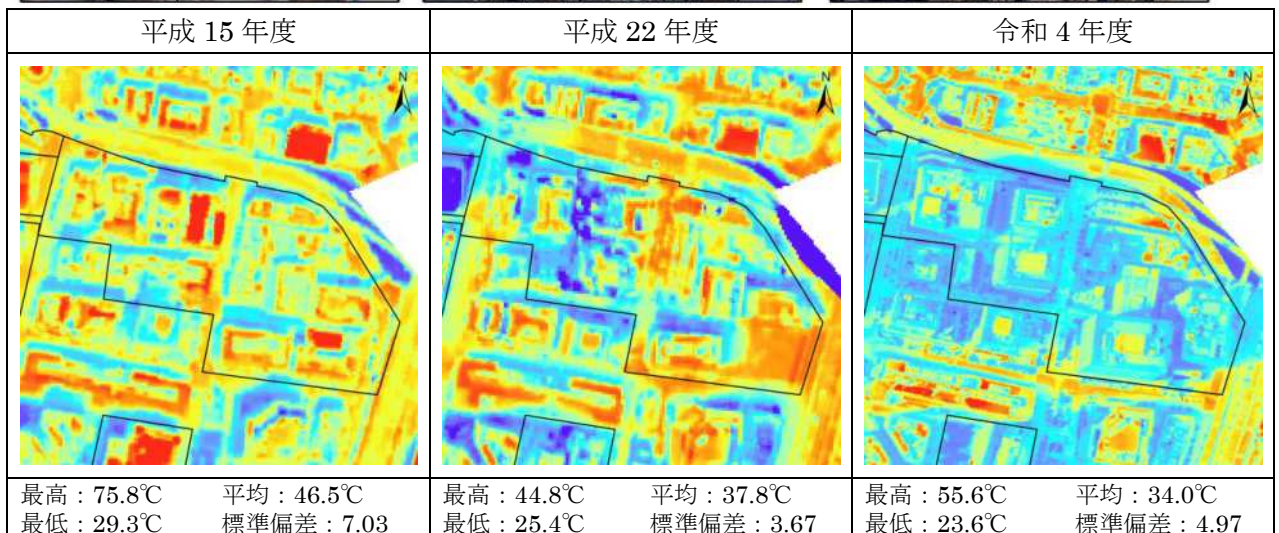 平成 15 年度
平成 22 年度
令和 4 年度
N
N
N
最高：75.8℃ 平均：46.5℃
最低：29.3℃ 標準偏差：7.03
最高：44.8℃ 平均：37.8℃
最低：25.4℃ 標準偏差：3.67
最高：55.6℃ 平均：34.0℃
最低：23.6℃ 標準偏差：4.97